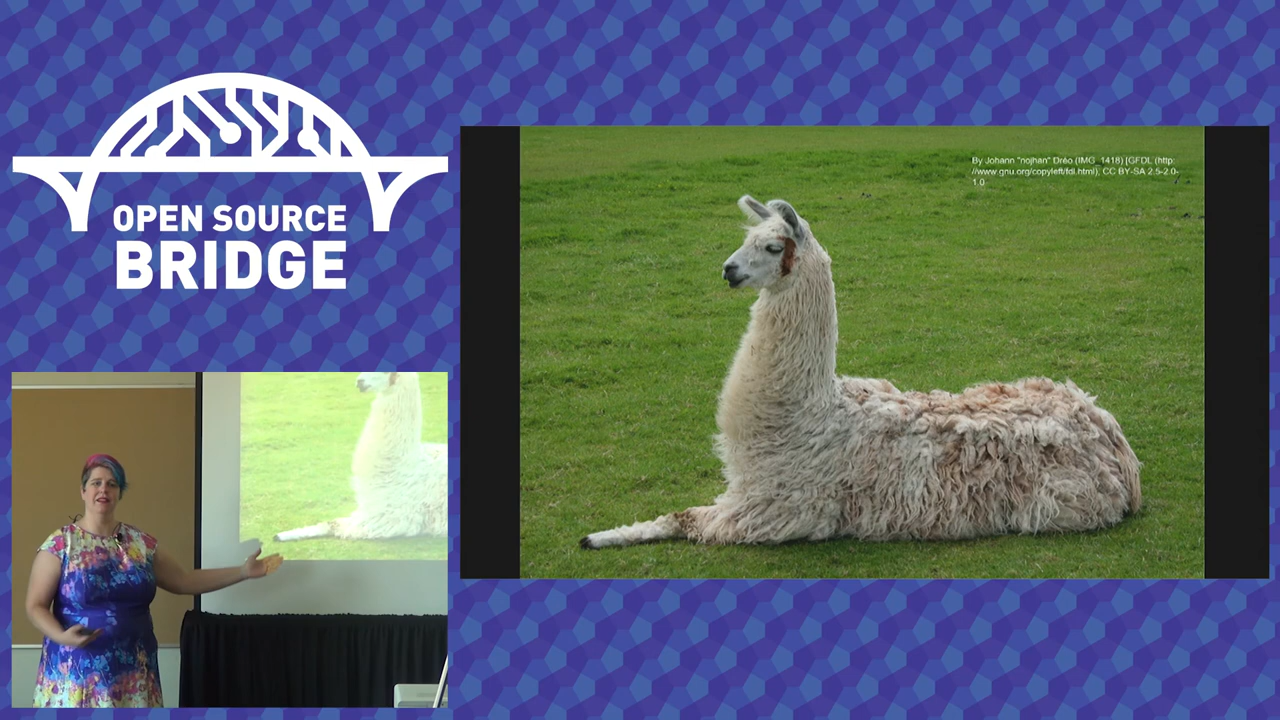 OPEN SOURCE
BRIDGE
By Johann "nojhan" Dréo (IMG_1418) [GFDL (http:
//www.gnu.org/copyleft/fdl.html), CC BY-SA 2.5-2.0-
1.0